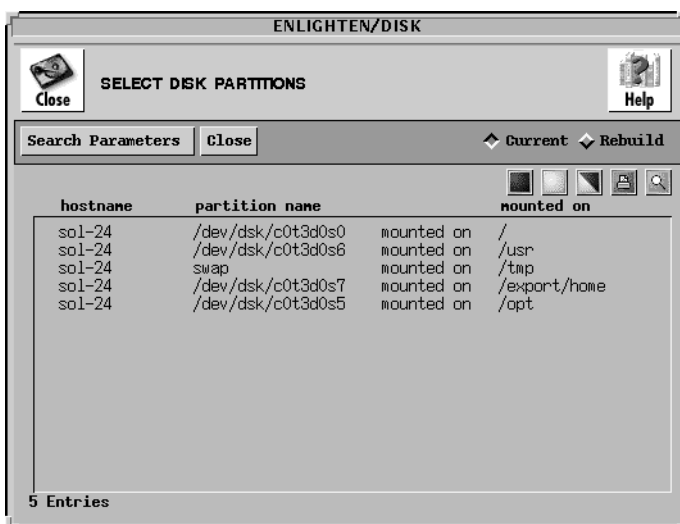 ENLIGHTEN/DISK
Close
SELECT DISK PARTITIONS
Help
Search Parameters Close Current Rebuild
hostname partition name mounted on
sol-24 /dev/dsk/c0t3d0s0 mounted on /
sol-24 /dev/dsk/c0t3d0s6 mounted on /usr
sol-24 swap mounted on /tmp
sol-24 /dev/dsk/c0t3d0s7 mounted on /export/home
sol-24 /dev/dsk/c0t3d0s5 mounted on /opt
5 Entries